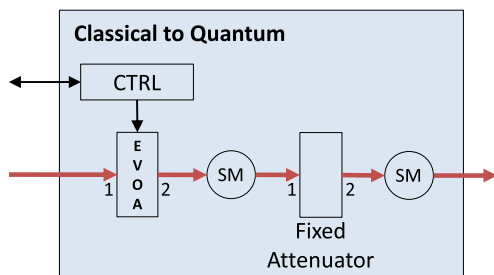 Classical to Quantum
CTRL
E
V
O
A
1
2
SM
1
2
SM
Fixed
Attenuator